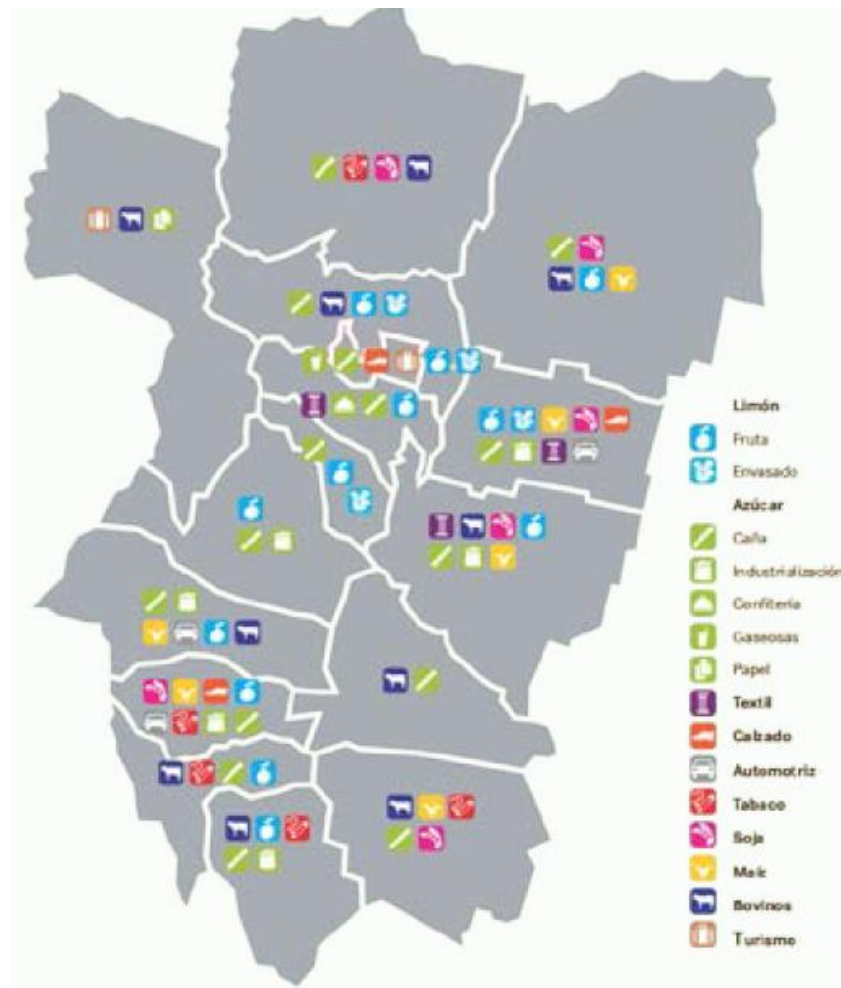 Limón
Fruta
Envasado
Azúcar
Caña
Industrialización
Confitería
Gaseosas
Papel
Textil
Calzado
Automotriz
Tabaco
Soja
Maíz
Bovinos
Turismo